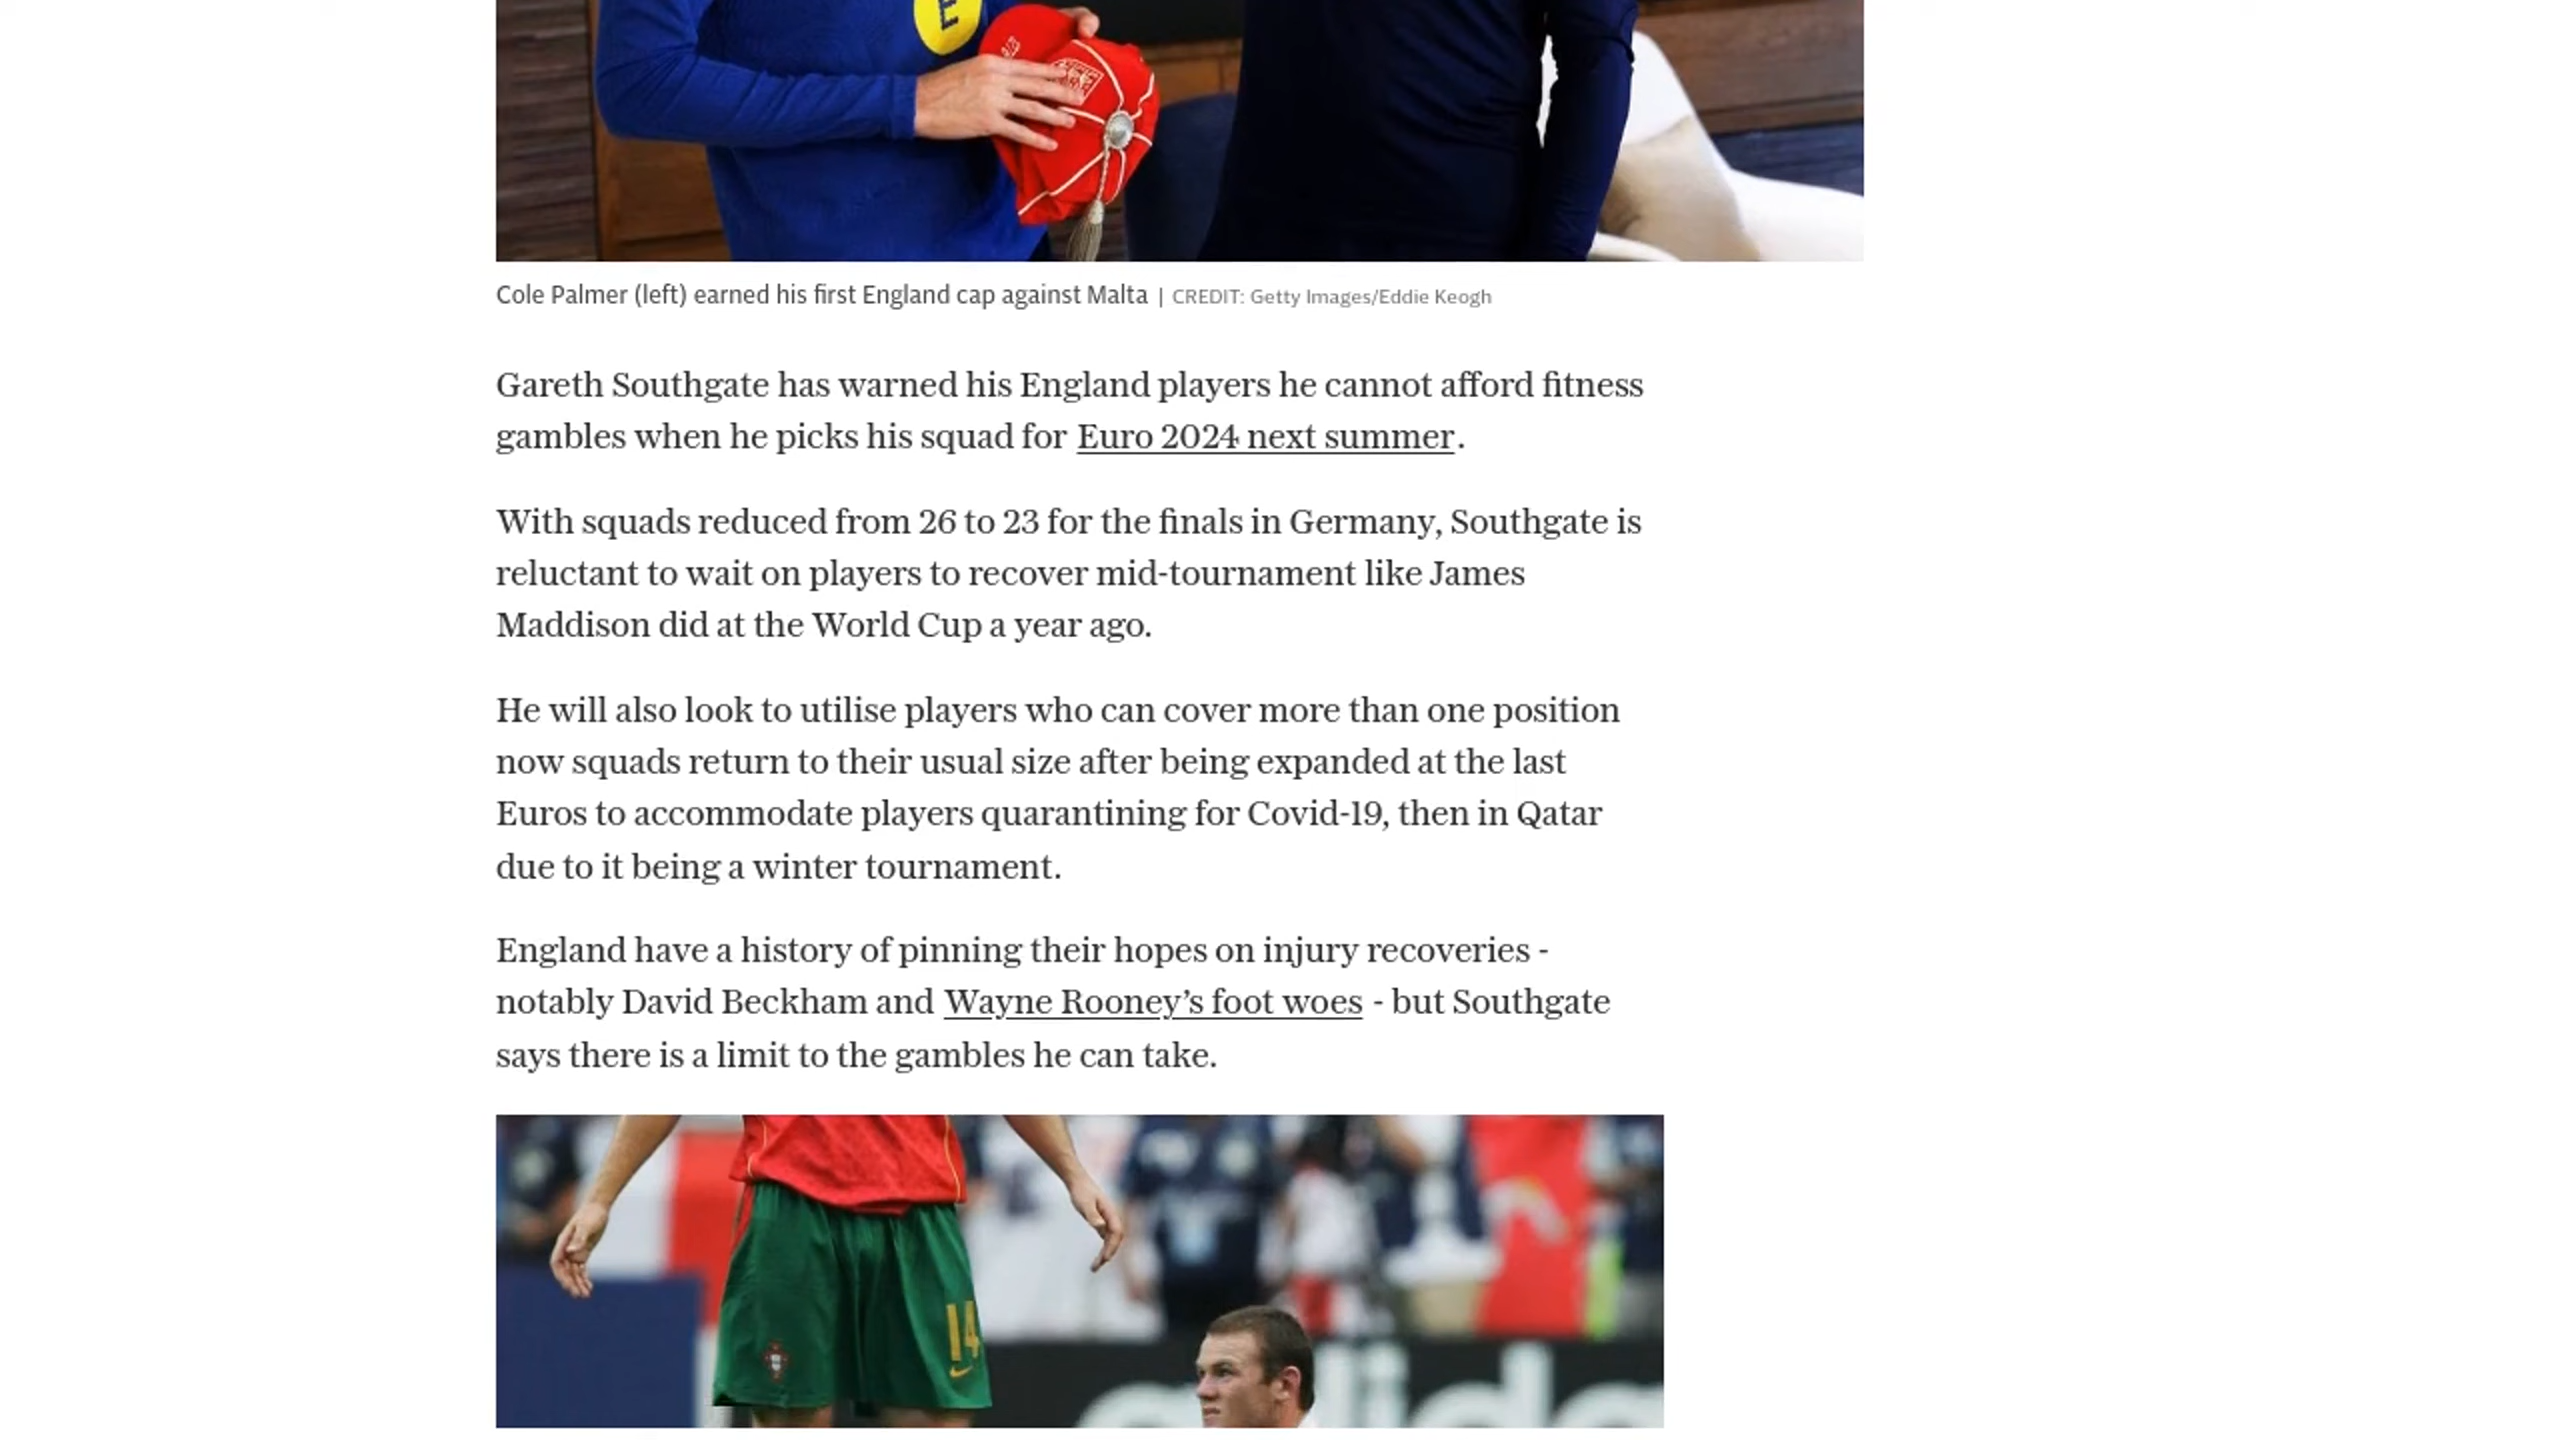 E
Cole Palmer (left) earned his first England cap against Malta | CREDIT: Getty Images/Eddie Keogh
Gareth Southgate has warned his England players he cannot afford fitness
gambles when he picks his squad for Euro 2024 next summer.
With squads reduced from 26 to 23 for the finals in Germany, Southgate is
reluctant to wait on players to recover mid-tournament like James
Maddison did at the World Cup a year ago.
He will also look to utilise players who can cover more than one position
now squads return to their usual size after being expanded at the last
Euros to accommodate players quarantining for Covid-19, then in Qatar
due to it being a winter tournament.
England have a history of pinning their hopes on injury recoveries -
notably David Beckham and Wayne Rooney’s foot woes - but Southgate
says there is a limit to the gambles he can take.
14